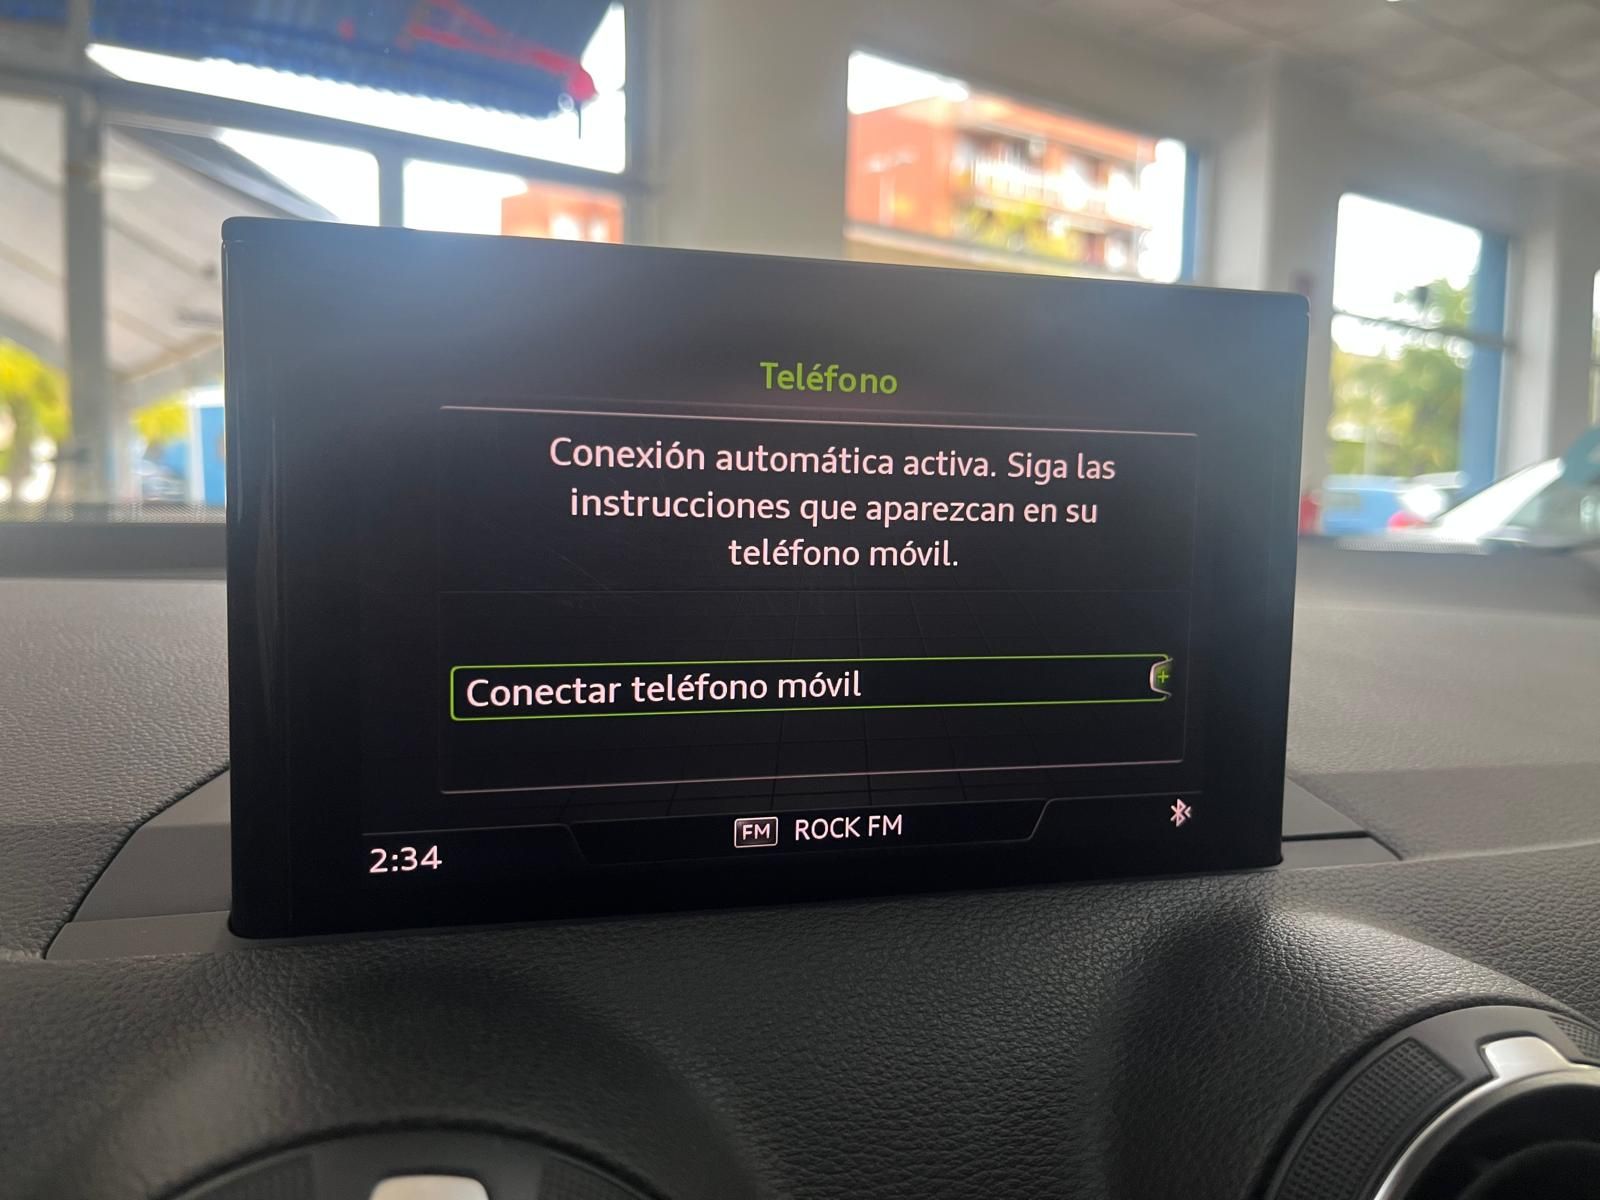 Teléfono
Conexión automática activa. Siga las
instrucciones que aparezcan en su
teléfono móvil.
Conectar teléfono móvil
FM ROCK FM
2:34